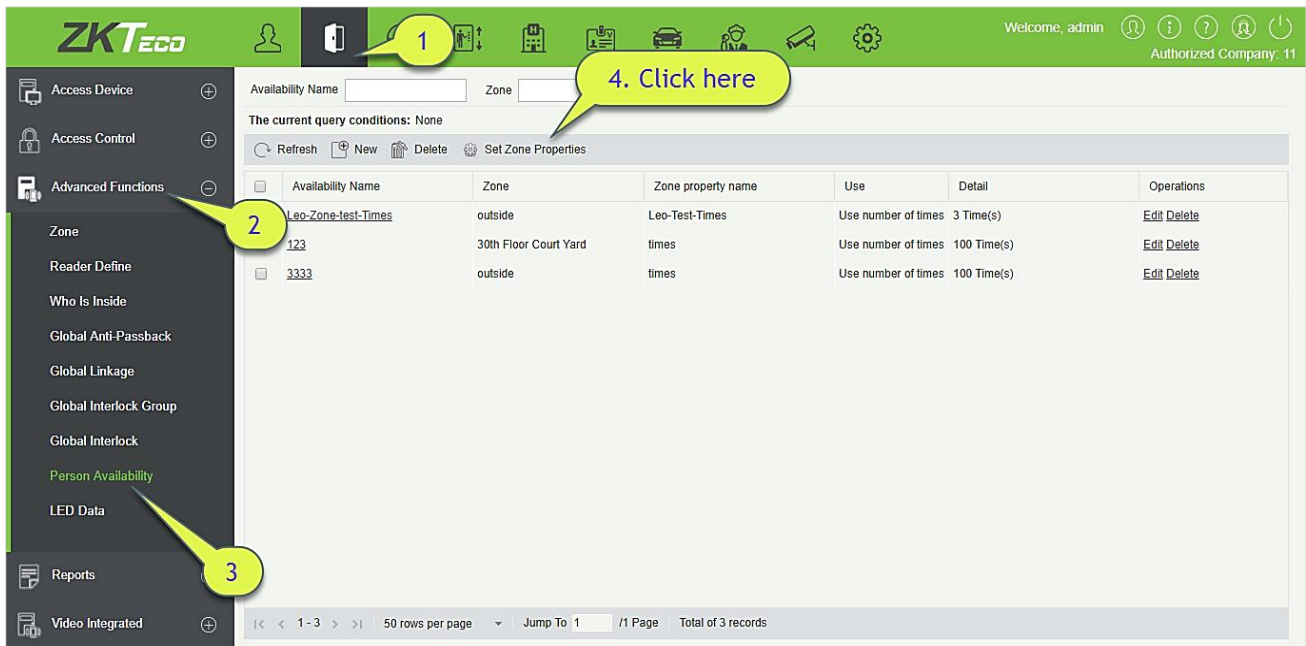 ZKTeco
1
Welcome, admin
Authorized Company: 11
Access Device
Access Control
Advanced Functions
2
Zone
Reader Define
Who Is Inside
Global Anti-Passback
Global Linkage
Global Interlock Group
Global Interlock
Person Availability
LED Data
3
Reports
Video Integrated
Availability Name Zone
4. Click here
The current query conditions: None
Refresh New Delete Set Zone Properties
Availability Name Zone Zone property name Use Detail Operations
Leo-Zone-test-Times outside Leo-Test-Times Use number of times 3 Time(s) Edit Delete
123 30th Floor Court Yard times Use number of times 100 Time(s) Edit Delete
3333 outside times Use number of times 100 Time(s) Edit Delete
|< < 1 - 3 > >| 50 rows per page Jump To 1 /1 Page Total of 3 records